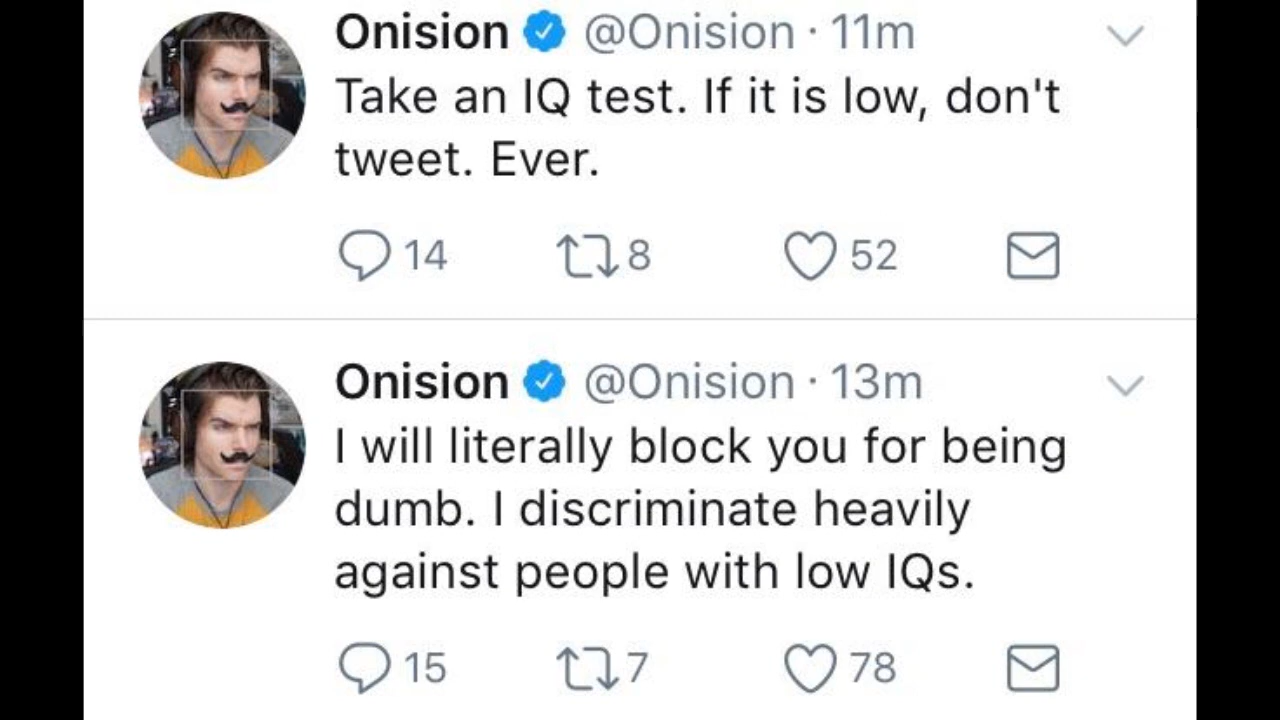 Onision @Onision · 11m
Take an IQ test. If it is low, don't
tweet. Ever.
14 8 52
Onision @Onision · 13m
I will literally block you for being
dumb. I discriminate heavily
against people with low IQs.
15 7 78